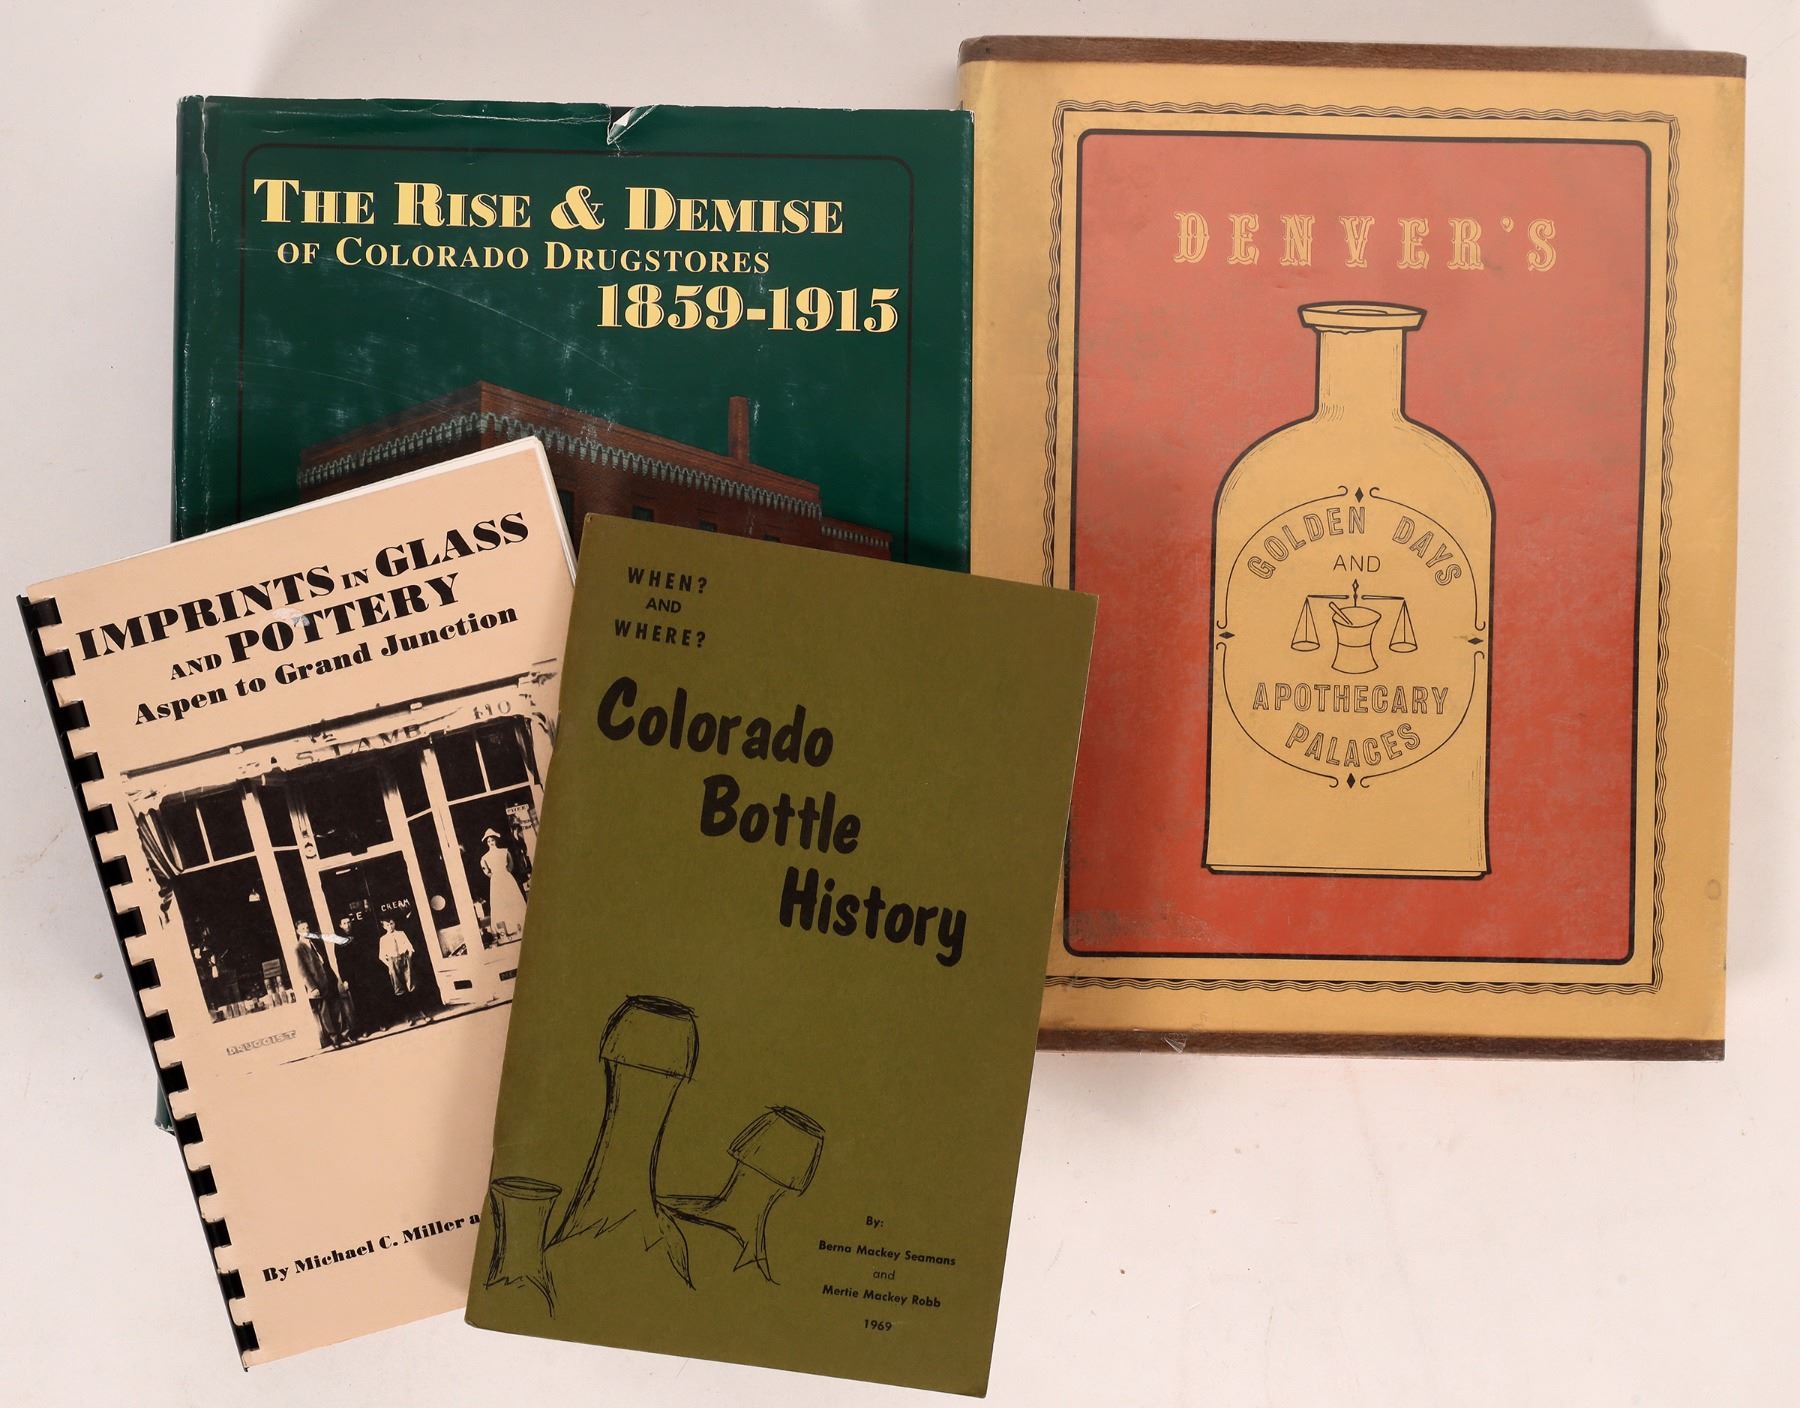 THE RISE & DEMISE
OF COLORADO DRUGSTORES
1859-1915
DENVER'S
GOLDEN DAYS
AND
APOTHECARY
PALACES
IMPRINTS IN GLASS
AND POTTERY
Aspen to Grand Junction
S. LAMB
CREAM
DRUGGIST
By Michael C. Miller a
WHEN?
AND
WHERE?
Colorado
Bottle
History
By:
Berna Mackey Seamans
and
Mertie Mackey Robb
1969